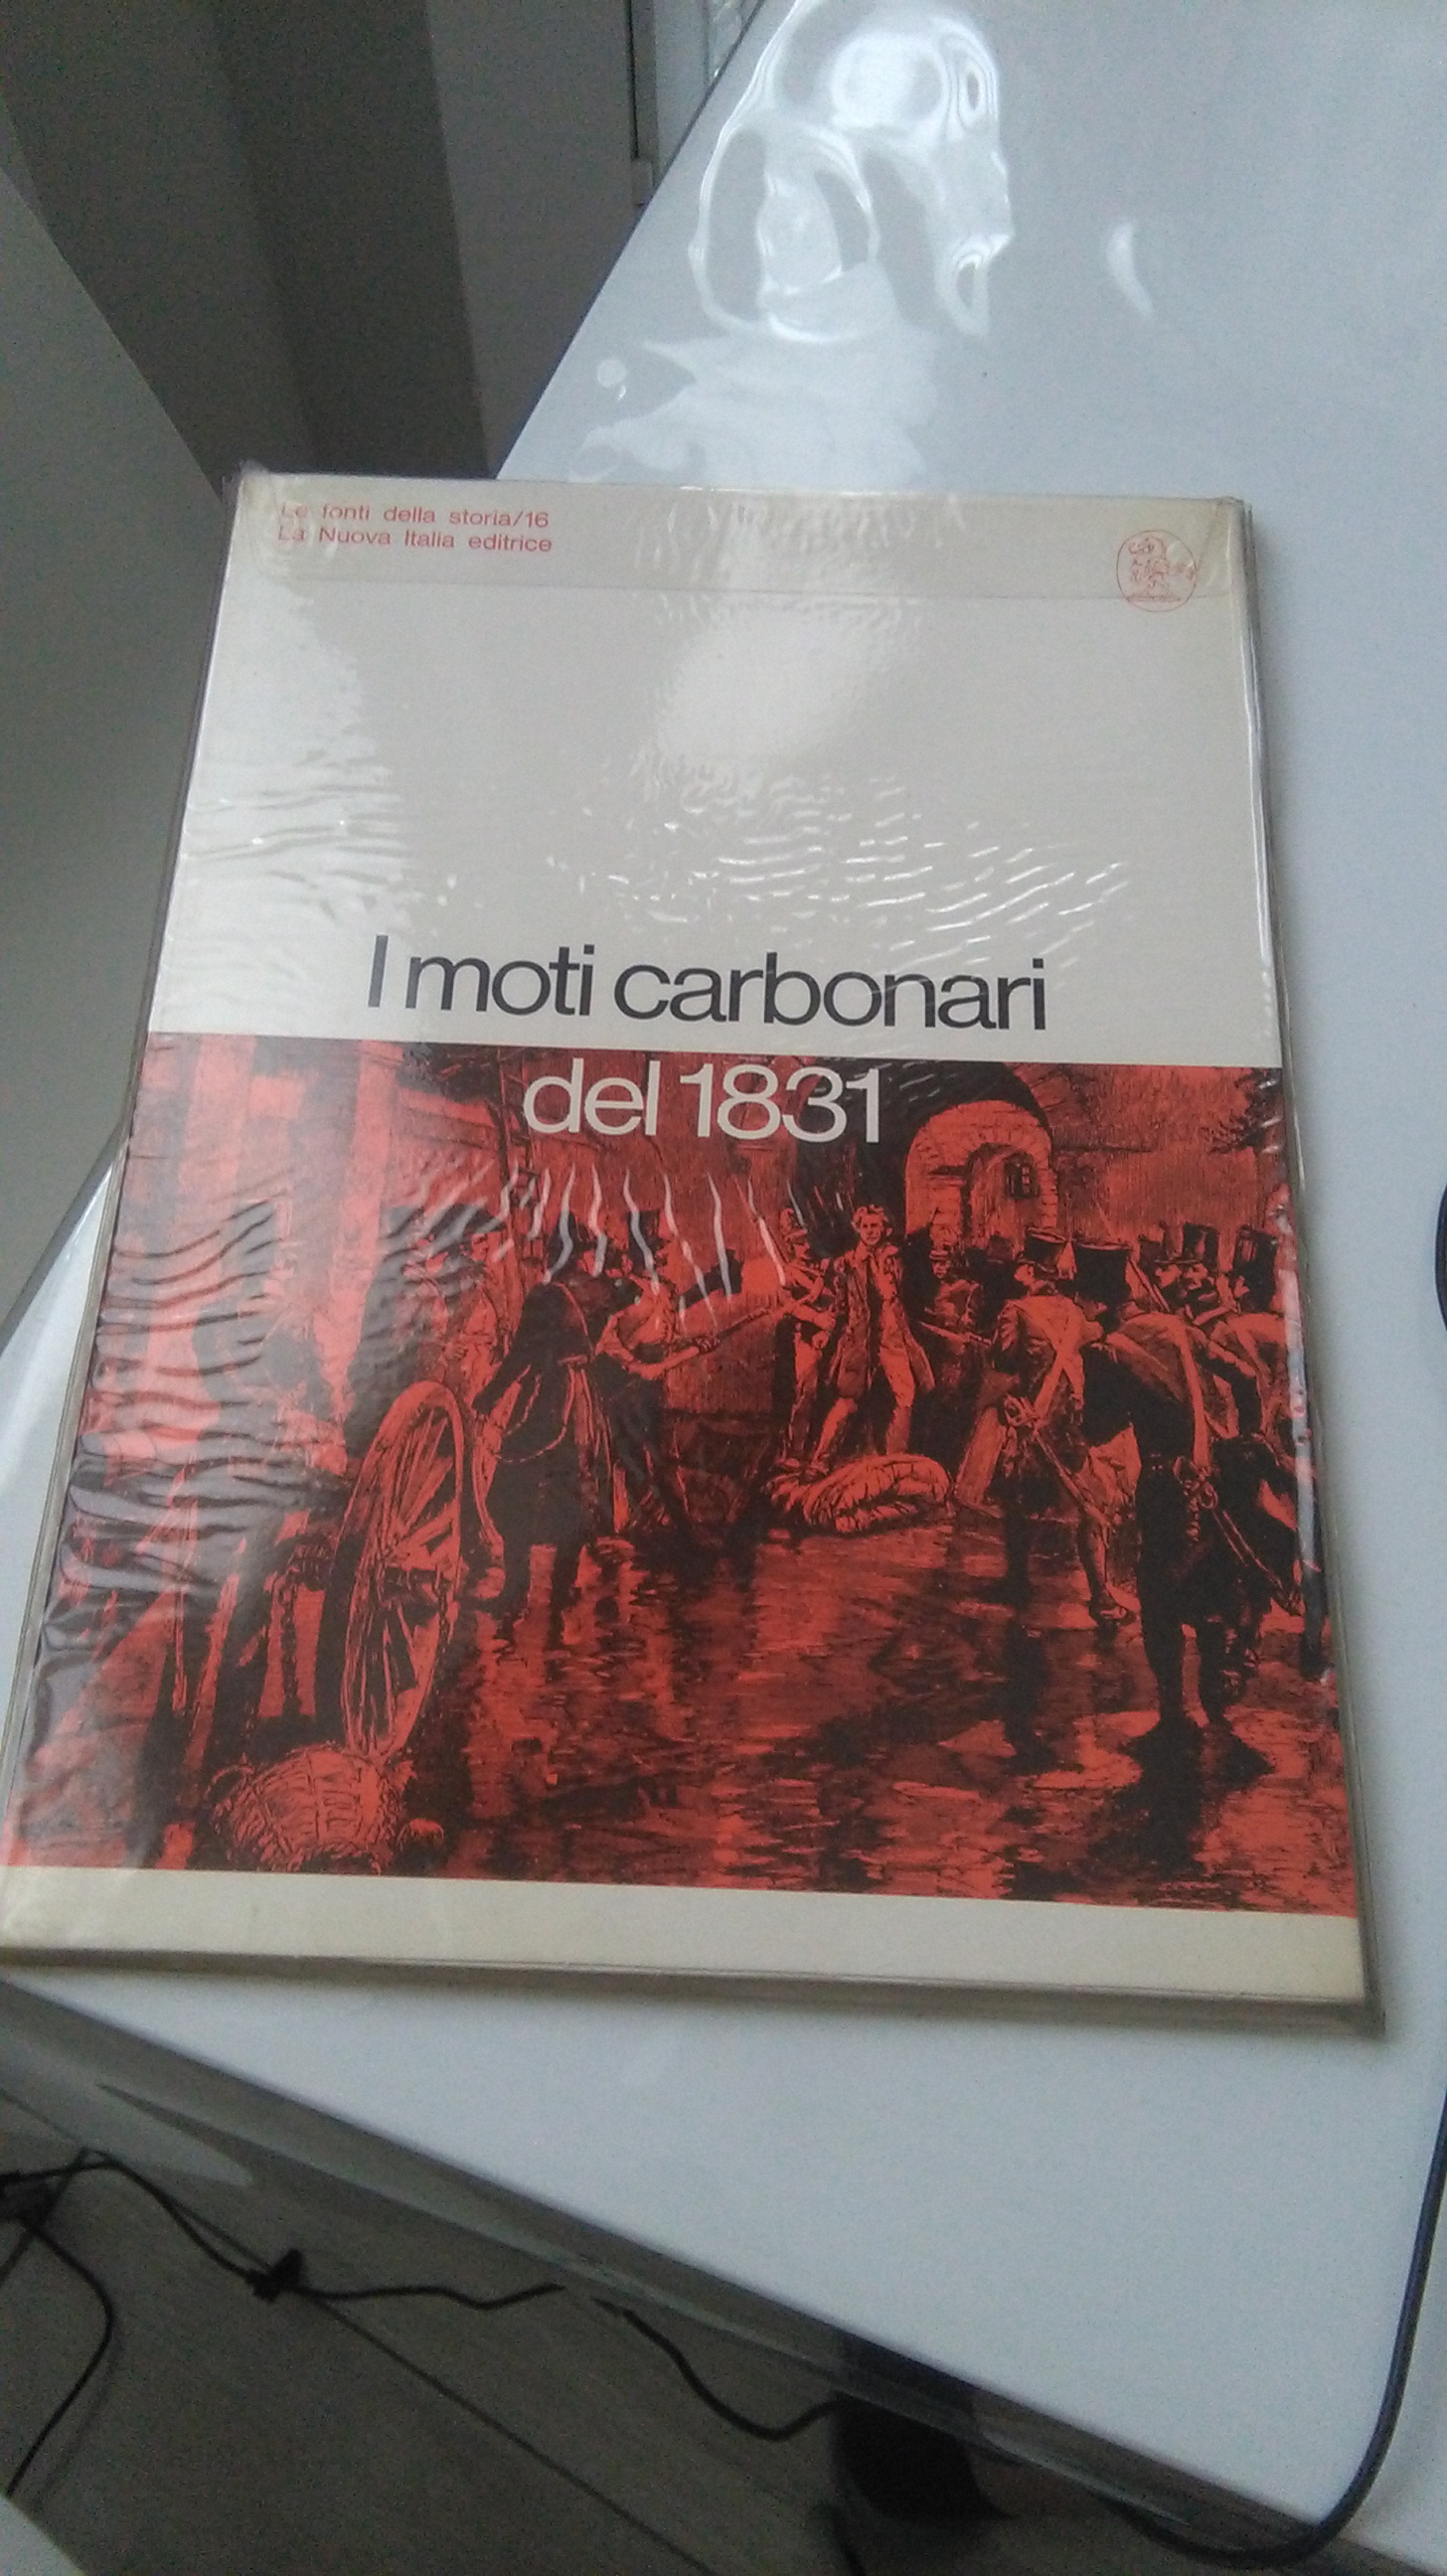 Le fonti della storia/16
La Nuova Italia editrice
I moti carbonari
del 1831